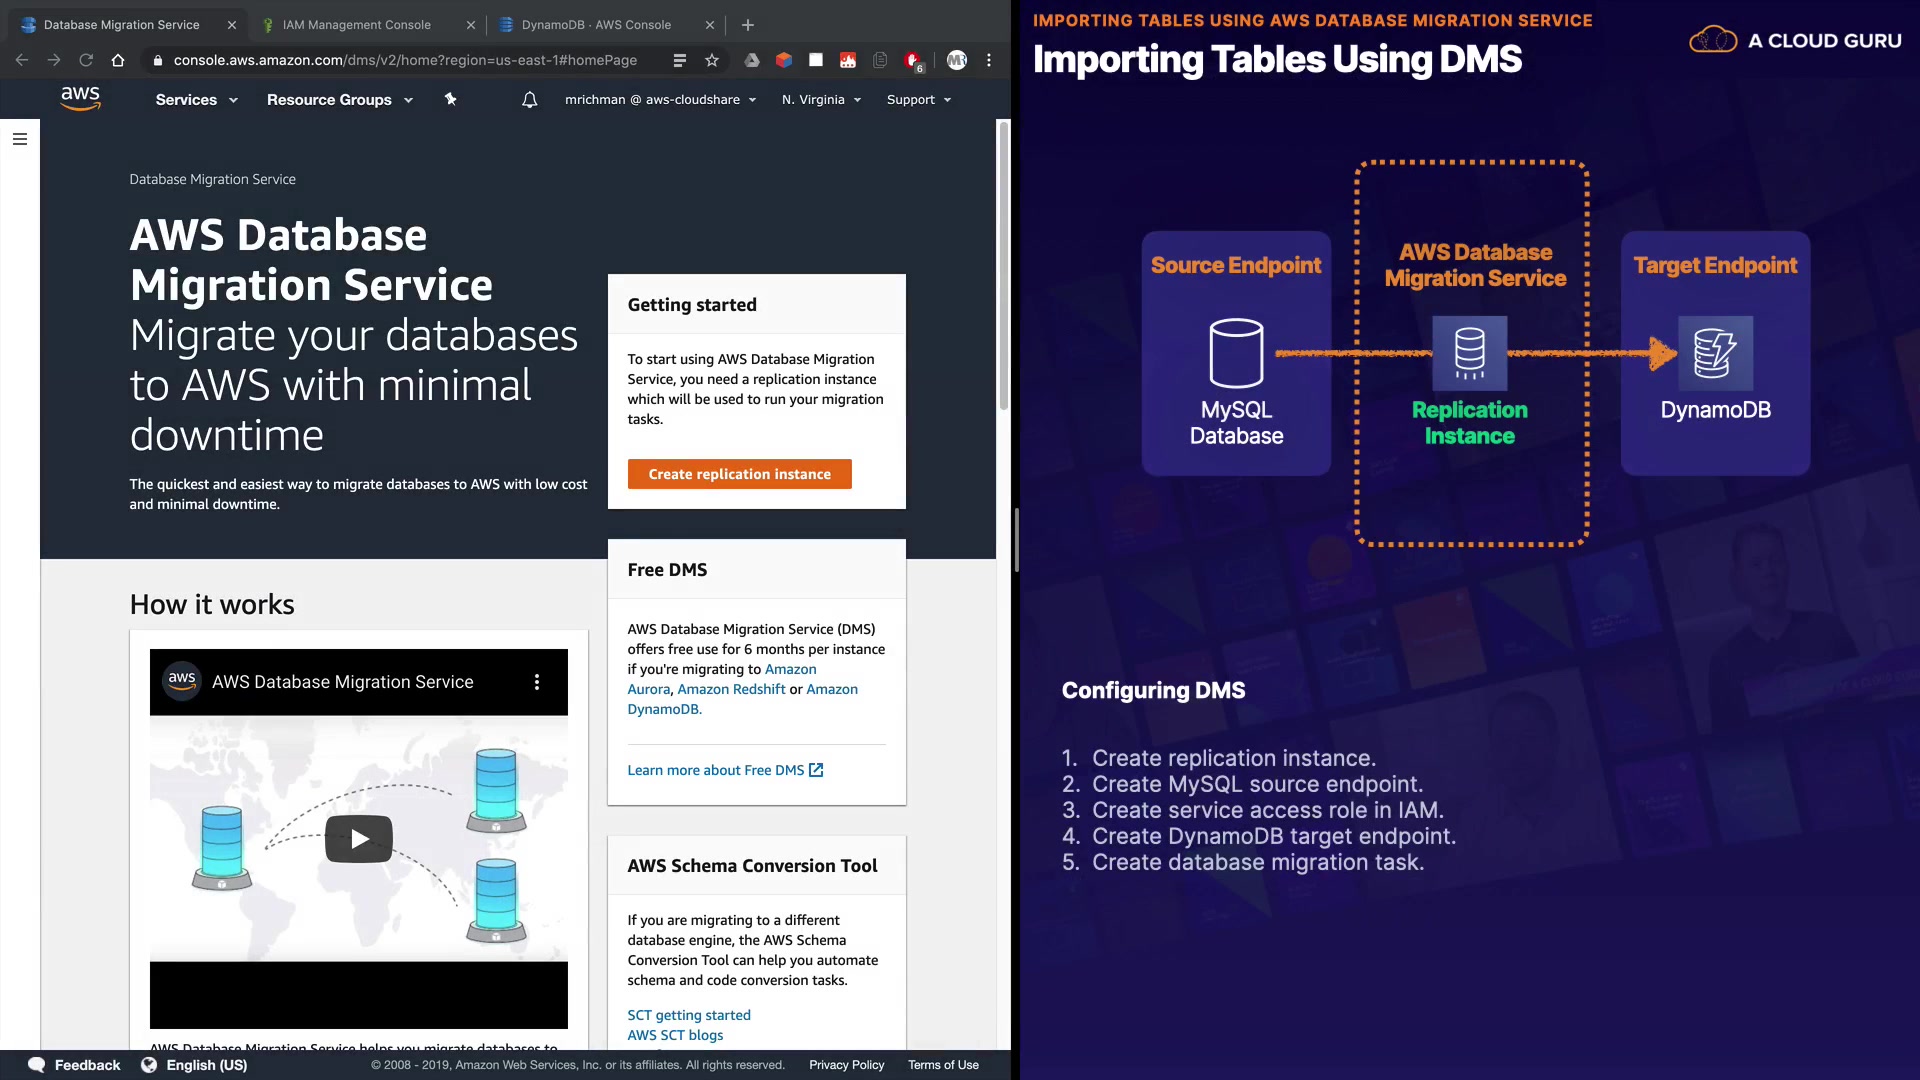 Database Migration Service
IAM Management Console
DynamoDB · AWS Console
console.aws.amazon.com/dms/v2/home?region=us-east-1#homePage
6
MR
aws
Services
Resource Groups
mrichman @ aws-cloudshare
N. Virginia
Support
Database Migration Service
AWS Database
Migration Service
Migrate your databases
to AWS with minimal
downtime
The quickest and easiest way to migrate databases to AWS with low cost
and minimal downtime.
Getting started
To start using AWS Database Migration
Service, you need a replication instance
which will be used to run your migration
tasks.
Create replication instance
Free DMS
AWS Database Migration Service (DMS)
offers free use for 6 months per instance
if you're migrating to Amazon
Aurora, Amazon Redshift or Amazon
DynamoDB.
Learn more about Free DMS
How it works
aws
AWS Database Migration Service
AWS Schema Conversion Tool
If you are migrating to a different
database engine, the AWS Schema
Conversion Tool can help you automate
schema and code conversion tasks.
SCT getting started
AWS SCT blogs
AWS Database Migration Service helps you migrate databases to
Feedback
English (US)
© 2008 - 2019, Amazon Web Services, Inc. or its affiliates. All rights reserved.
Privacy Policy
Terms of Use
IMPORTING TABLES USING AWS DATABASE MIGRATION SERVICE
Importing Tables Using DMS
A CLOUD GURU
Source Endpoint
MySQL
Database
AWS Database
Migration Service
Replication
Instance
Target Endpoint
DynamoDB
Configuring DMS
1. Create replication instance.
2. Create MySQL source endpoint.
3. Create service access role in IAM.
4. Create DynamoDB target endpoint.
5. Create database migration task.